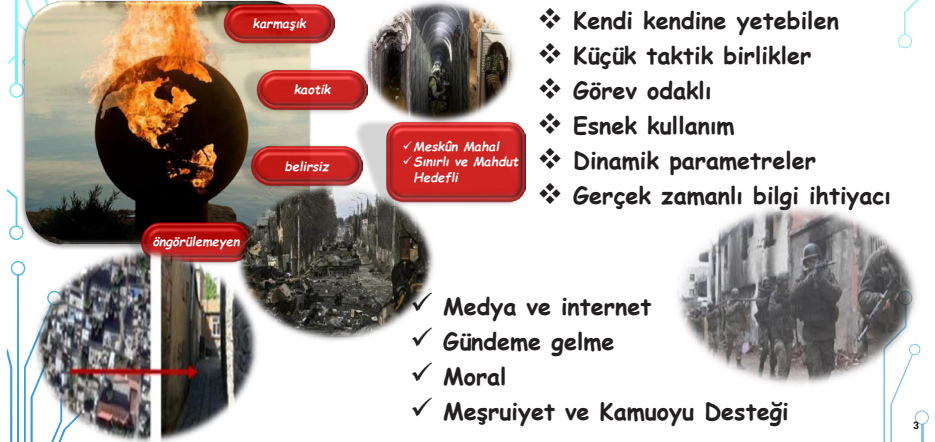 karmaşık
kaotik
belirsiz
öngörülemeyen
✓Meskûn Mahal
✓Sınırlı ve Mahdut
Hedefli
❖ Kendi kendine yetebilen
❖ Küçük taktik birlikler
❖ Görev odaklı
❖ Esnek kullanım
❖ Dinamik parametreler
❖ Gerçek zamanlı bilgi ihtiyacı
✓ Medya ve internet
✓ Gündeme gelme
✓ Moral
✓ Meşruiyet ve Kamuoyu Desteği
3